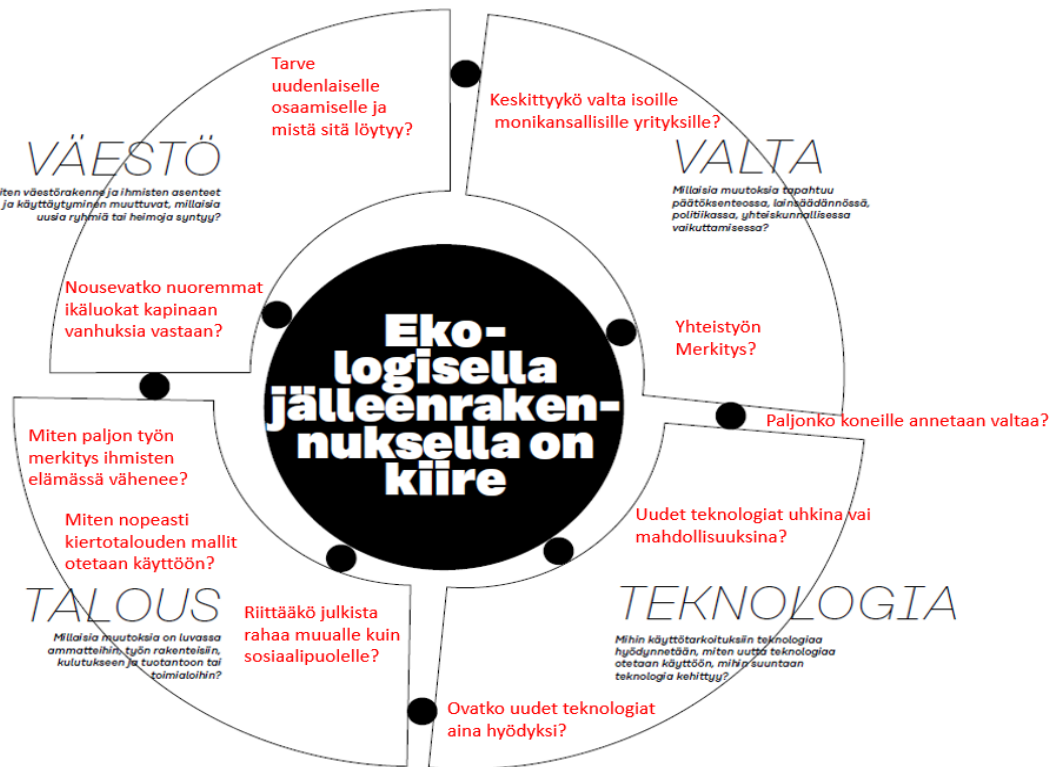 Tarve
uudenlaiselle
osaamiselle ja
mistä sitä löytyy?
Keskittyykö valta isoille
monikansallisille yrityksille?
VÄESTÖ
iten väestörakenne ja ihmisten asenteet
ja käyttäytyminen muuttuvat, millaisia
uusia ryhmiä tai heimoja syntyy?
VALTA
Millaisia muutoksia tapahtuu
päätöksenteossa, lainsäädännössä,
politiikassa, yhteiskunnallisessa
vaikuttamisessa?
Nousevatko nuoremmat
ikäluokat kapinaan
vanhuksia vastaan?
Yhteistyön
Merkitys?
Eko-
logisella
jälleenraken-
nuksella on
kiire
Paljonko koneille annetaan valtaa?
Miten paljon työn
merkitys ihmisten
elämässä vähenee?
Miten nopeasti
kiertotalouden mallit
otetaan käyttöön?
Uudet teknologiat uhkina vai
mahdollisuuksina?
TALOUS
Millaisia muutoksia on luvassa
ammatteihin, työn rakenteisiin,
kulutukseen ja tuotantoon tai
toimialoihin?
Riittääkö julkista
rahaa muualle kuin
sosiaalipuolelle?
TEKNOLOGIA
Mihin käyttötarkoituksiin teknologiaa
hyödynnetään, miten uutta teknologiaa
otetaan käyttöön, mihin suuntaan
teknologia kehittyy?
Ovatko uudet teknologiat
aina hyödyksi?